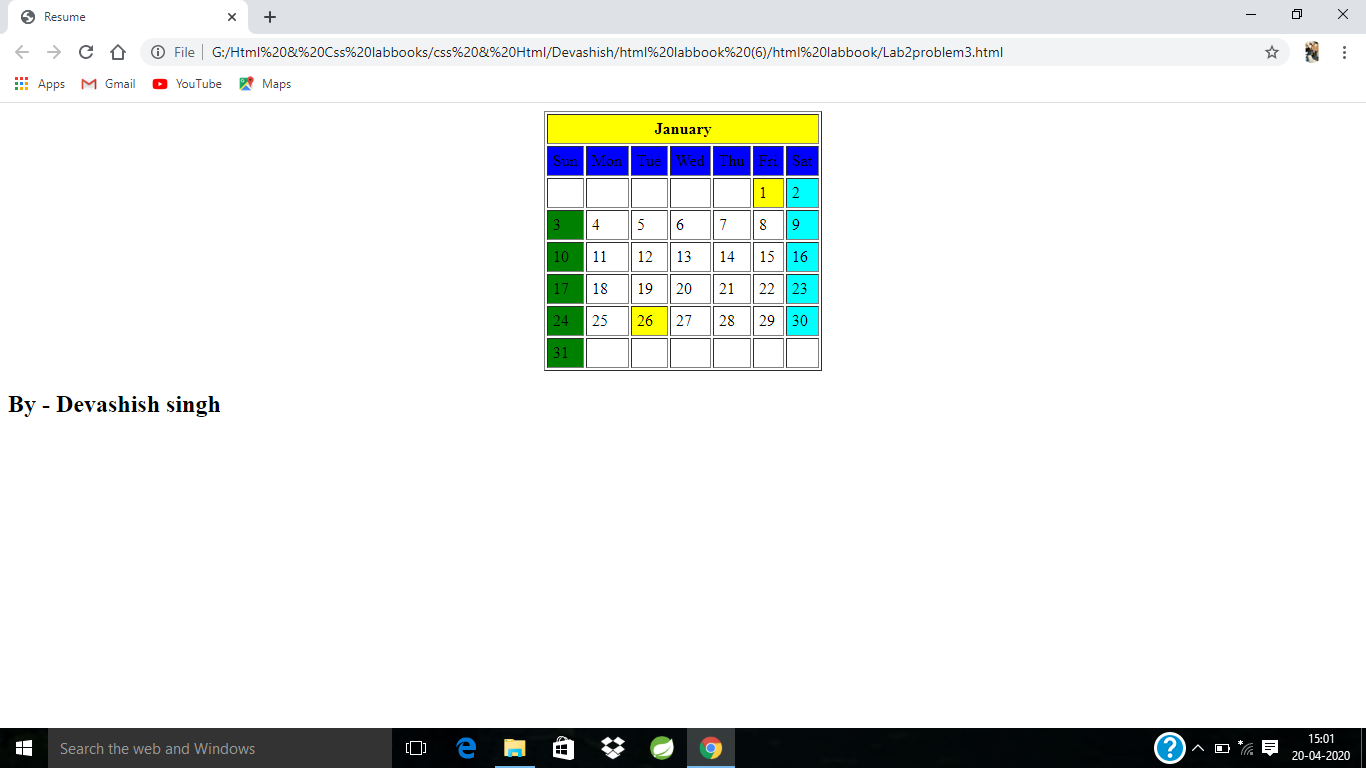 Resume
File
G:/Html%20&%20Css%20labbooks/css%20&%20Html/Devashish/html%20labbook%20(6)/html%20labbook/Lab2problem3.html
Apps Gmail YouTube Maps
January
Sun Mon Tue Wed Thu Fri Sat
1 2
3 4 5 6 7 8 9
10 11 12 13 14 15 16
17 18 19 20 21 22 23
24 25 26 27 28 29 30
31
By - Devashish singh
Search the web and Windows
15:01
20-04-2020